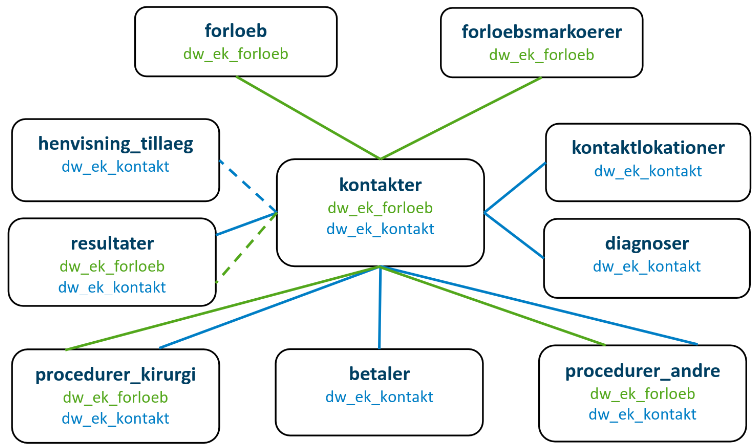 forloeb
dw_ek_forloeb
forloebsmarkoerer
dw_ek_forloeb
henvisning_tillaeg
dw_ek_kontakt
kontakter
dw_ek_forloeb
dw_ek_kontakt
kontaktlokationer
dw_ek_kontakt
resultater
dw_ek_forloeb
dw_ek_kontakt
diagnoser
dw_ek_kontakt
procedurer_kirurgi
dw_ek_forloeb
dw_ek_kontakt
betaler
dw_ek_kontakt
procedurer_andre
dw_ek_forloeb
dw_ek_kontakt